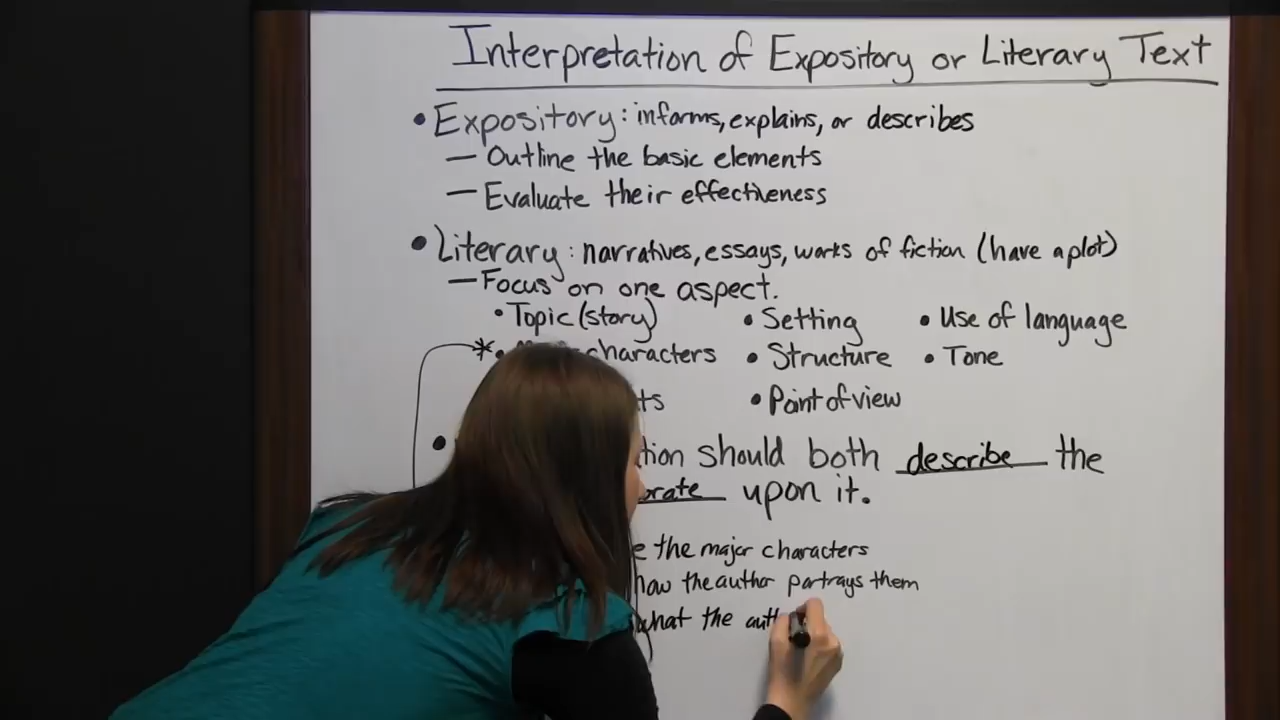 Interpretation of Expository or Literary Text
• Expository: informs, explains, or describes
— Outline the basic elements
— Evaluate their effectiveness
• Literary: narratives, essays, works of fiction (have a plot)
— Focus on one aspect.
• Topic (story) • Setting • Use of language
* • characters • Structure • Tone
• Point of view
• should both describe the
upon it.
the major characters
how the author portrays them
what the